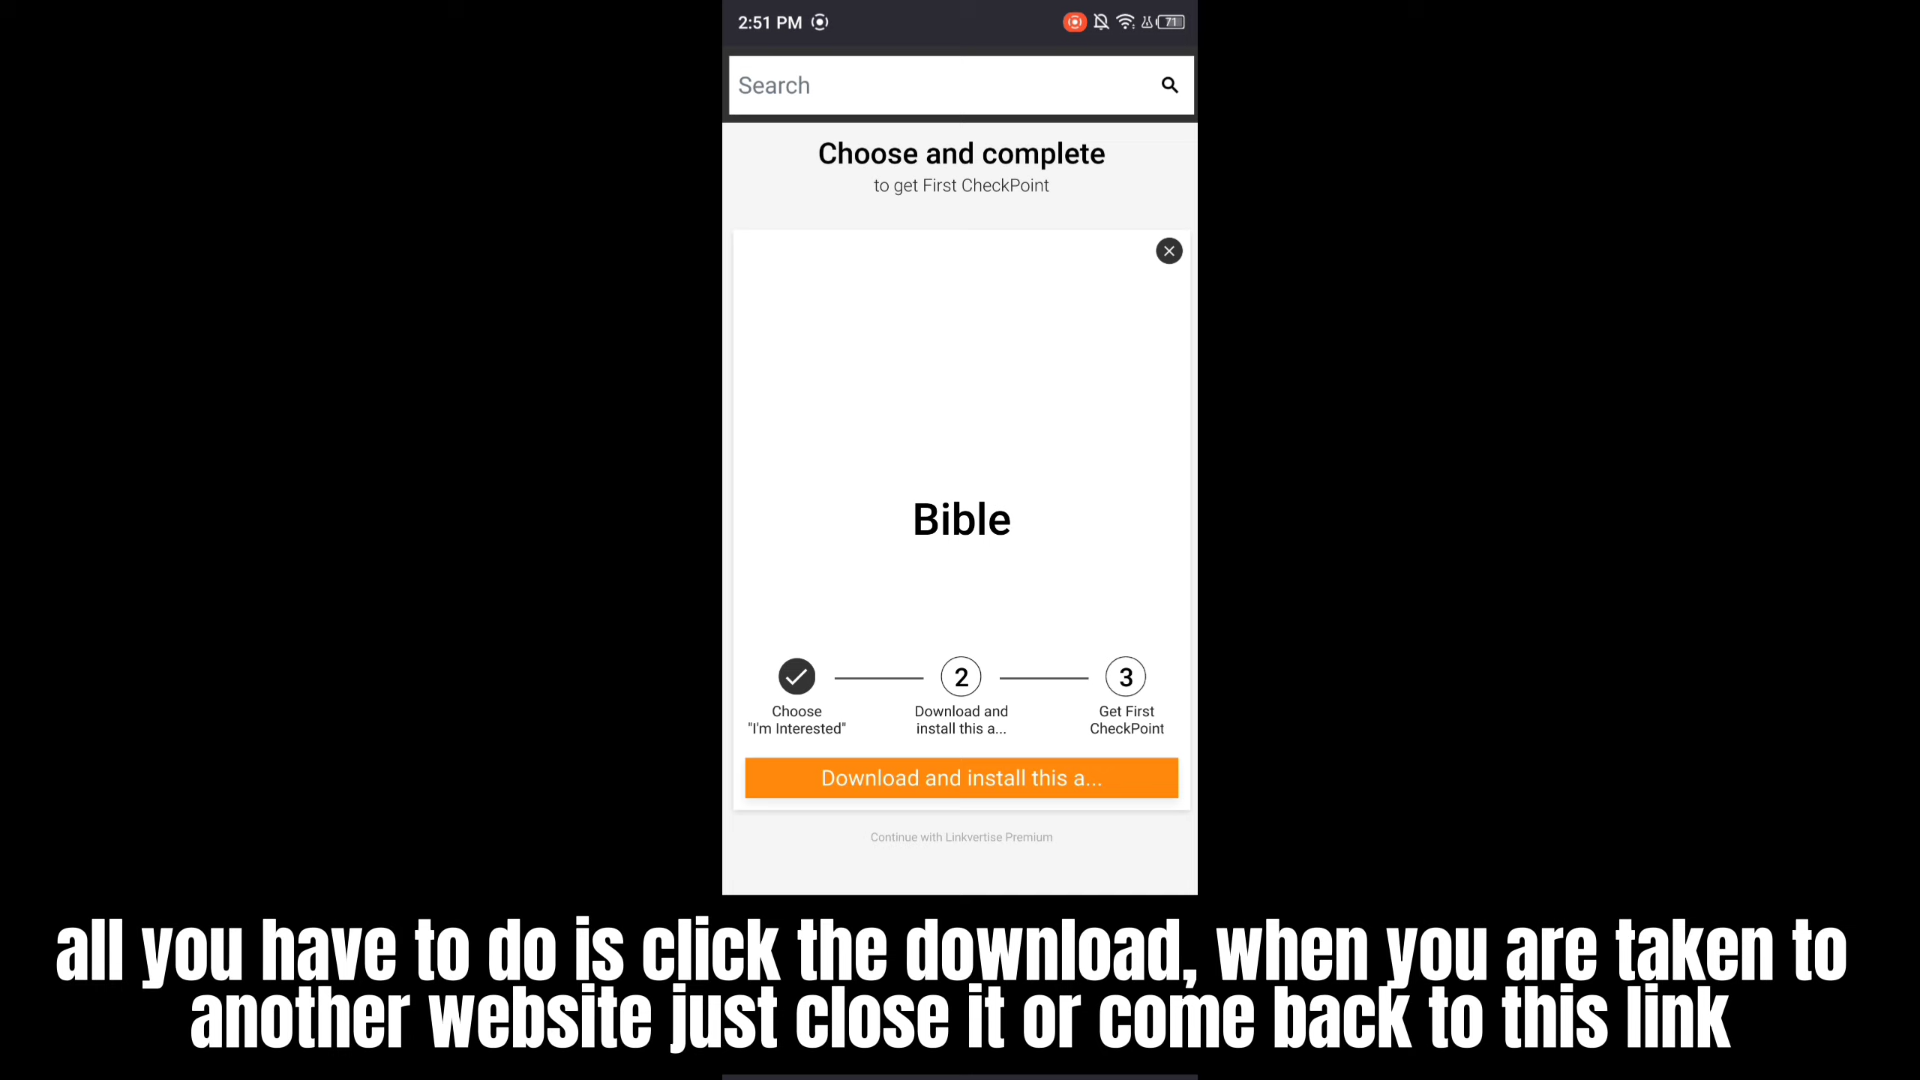 2:51 PM
71
Search
Choose and complete
to get First CheckPoint
Bible
2
3
Choose
"I'm Interested"
Download and
install this a...
Get First
CheckPoint
Download and install this a...
Continue with Linkvertise Premium
all you have to do is click the download, when you are taken to
another website just close it or come back to this link